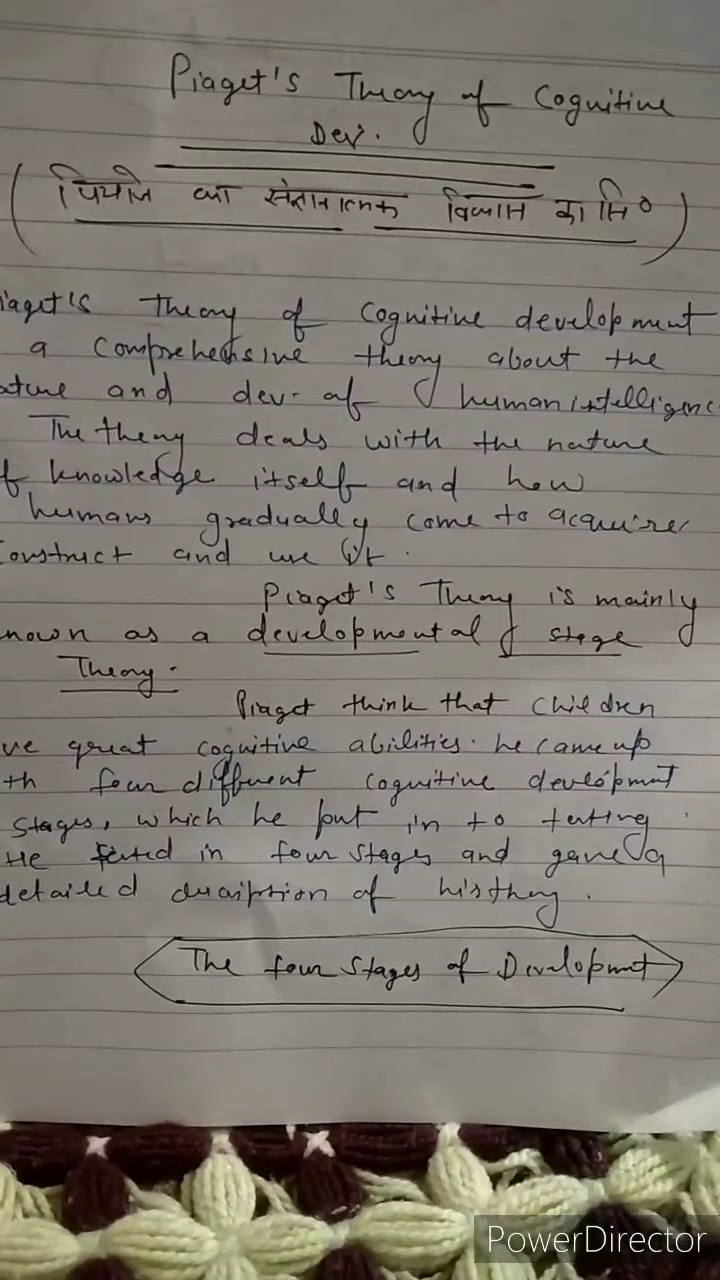 Piaget's Theory of Cognitive
Dev.
(पियाजे का संज्ञानात्मक विकास का सि०)
iaget's theory of cognitive development
a comprehensive theory about the
ature and dev. of human intelligenc
The theory deals with the nature
f knowledge itself and how
humans gradually come to acquire
construct and use it.
Piaget's Theory is mainly
nown as a developmental stage
Theory.
Piaget think that children
ve great cognitive abilities. he came up
th four different cognitive development
stages, which he put in to testing.
He tested in four stages and gave a
detailed description of his theory.
The four Stages of Development
PowerDirector